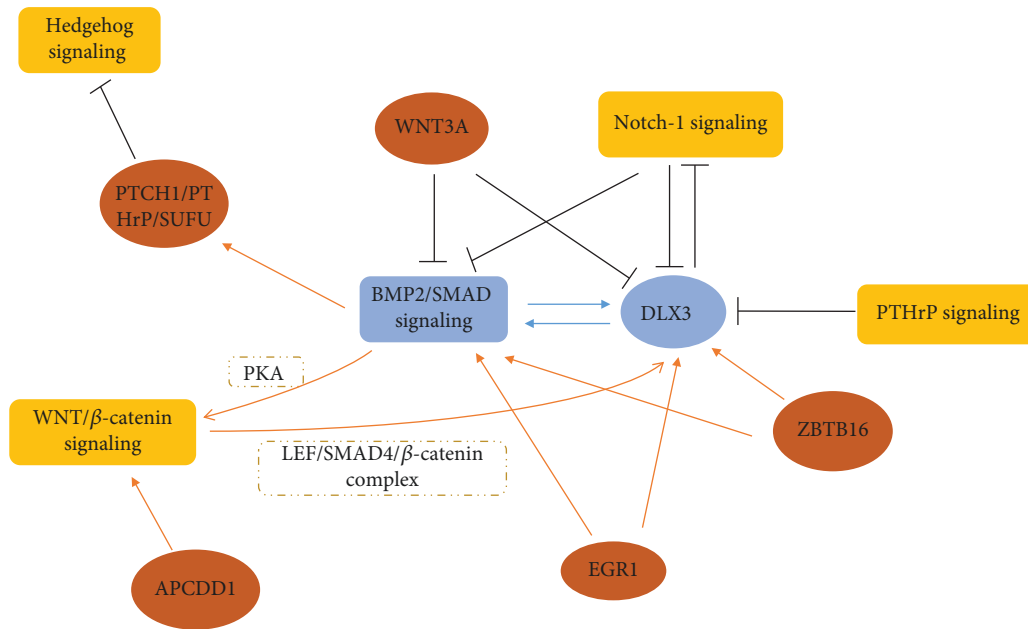 Hedgehog
signaling
WNT3A
Notch-1 signaling
PTCH1/PT
HrP/SUFU
BMP2/SMAD
signaling
DLX3
PTHrP signaling
PKA
WNT/β-catenin
signaling
ZBTB16
LEF/SMAD4/β-catenin
complex
EGR1
APCDD1